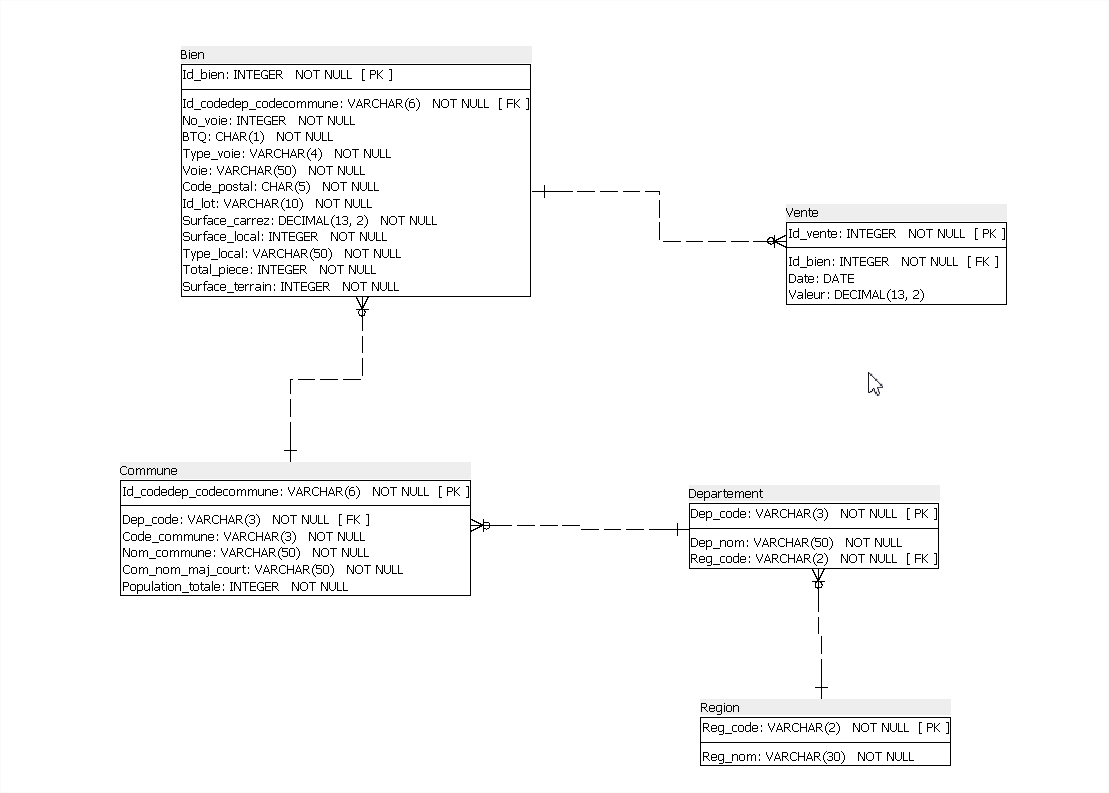 Bien
Id_bien: INTEGER NOT NULL [ PK ]
Id_codedep_codecommune: VARCHAR(6) NOT NULL [ FK ]
No_voie: INTEGER NOT NULL
BTQ: CHAR(1) NOT NULL
Type_voie: VARCHAR(4) NOT NULL
Voie: VARCHAR(50) NOT NULL
Code_postal: CHAR(5) NOT NULL
Id_lot: VARCHAR(10) NOT NULL
Surface_carrez: DECIMAL(13, 2) NOT NULL
Surface_local: INTEGER NOT NULL
Type_local: VARCHAR(50) NOT NULL
Total_piece: INTEGER NOT NULL
Surface_terrain: INTEGER NOT NULL
Vente
Id_vente: INTEGER NOT NULL [ PK ]
Id_bien: INTEGER NOT NULL [ FK ]
Date: DATE
Valeur: DECIMAL(13, 2)
Commune
Id_codedep_codecommune: VARCHAR(6) NOT NULL [ PK ]
Dep_code: VARCHAR(3) NOT NULL [ FK ]
Code_commune: VARCHAR(3) NOT NULL
Nom_commune: VARCHAR(50) NOT NULL
Com_nom_maj_court: VARCHAR(50) NOT NULL
Population_totale: INTEGER NOT NULL
Departement
Dep_code: VARCHAR(3) NOT NULL [ PK ]
Dep_nom: VARCHAR(50) NOT NULL
Reg_code: VARCHAR(2) NOT NULL [ FK ]
Region
Reg_code: VARCHAR(2) NOT NULL [ PK ]
Reg_nom: VARCHAR(30) NOT NULL